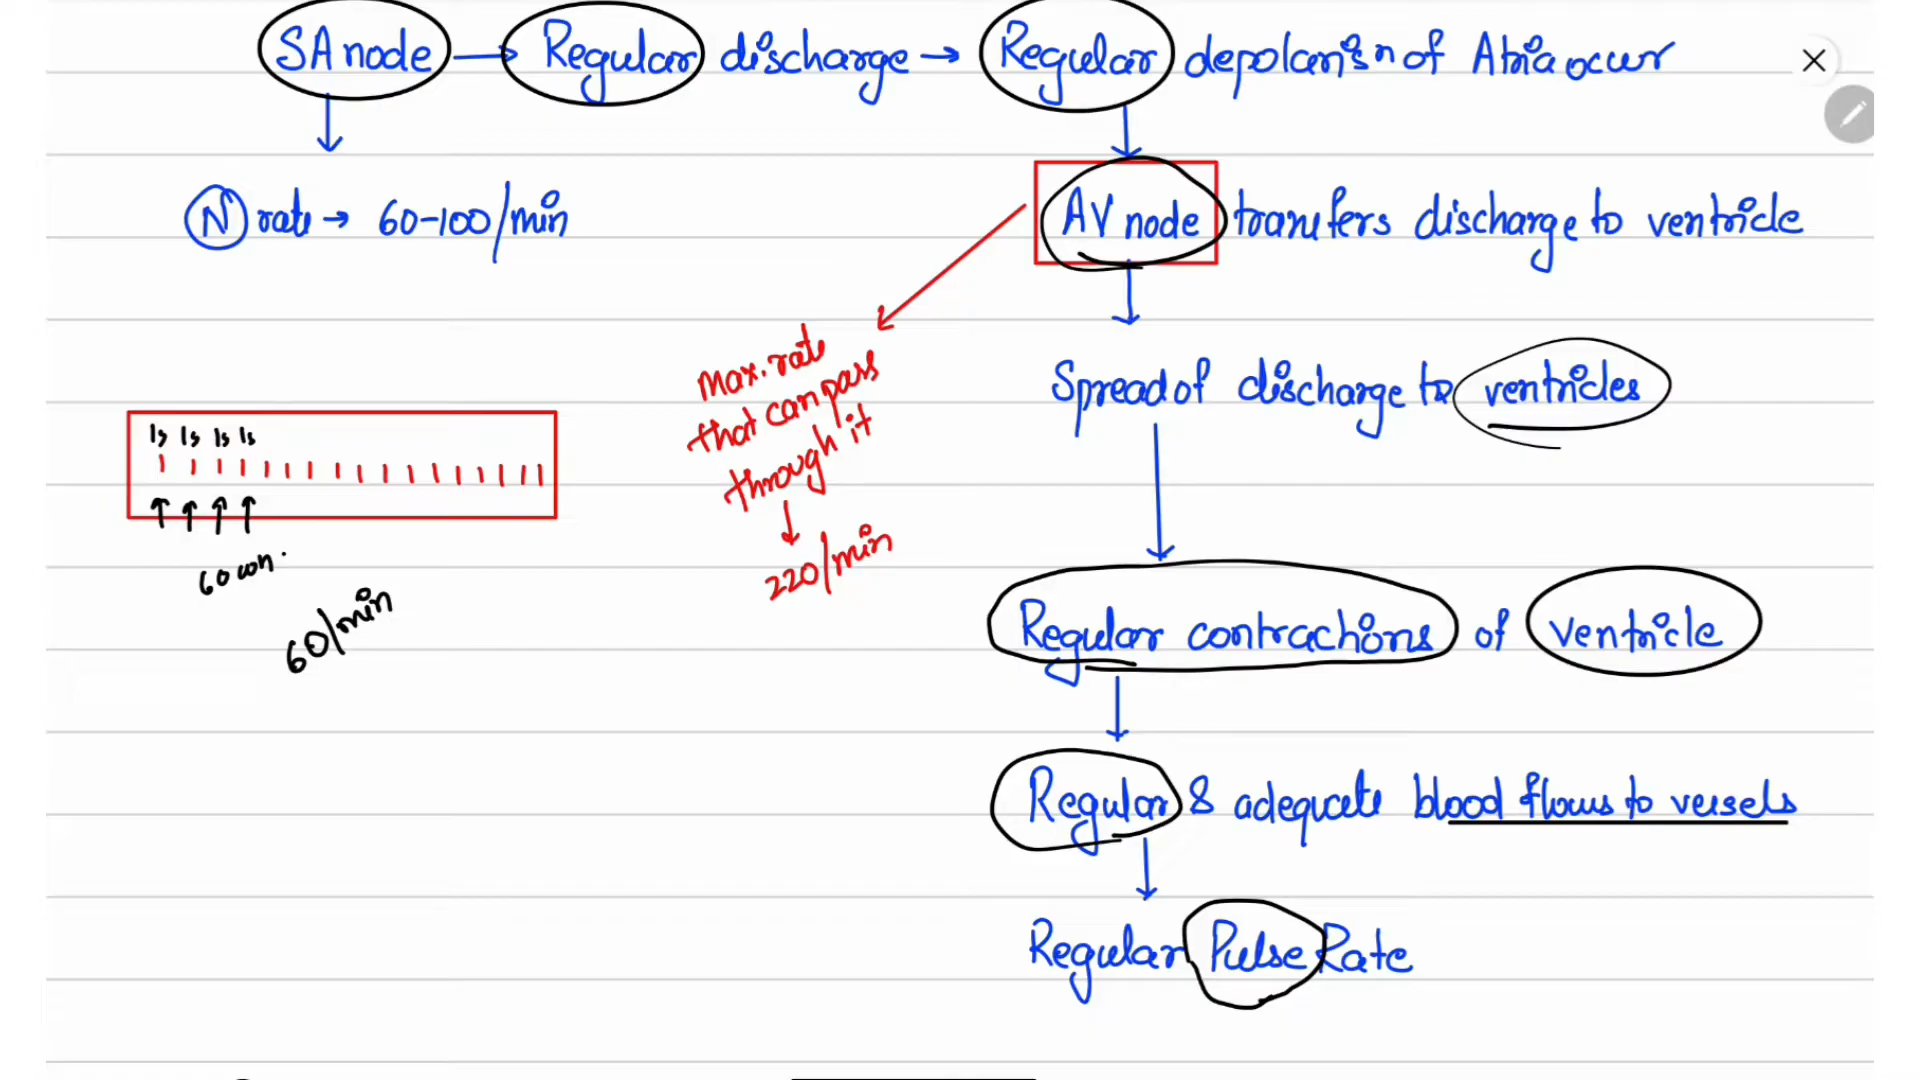 SA node → Regular discharge → Regular depolarisn of Atria occur
N rate → 60-100/min
AV node transfers discharge to ventricle
Max. rate
that can pass
through it
220/min
Spread of discharge to ventricles
1s 1s 1s 1s
60 con.
60/min
Regular contractions of ventricle
Regular & adequate blood flows to vessels
Regular Pulse Rate